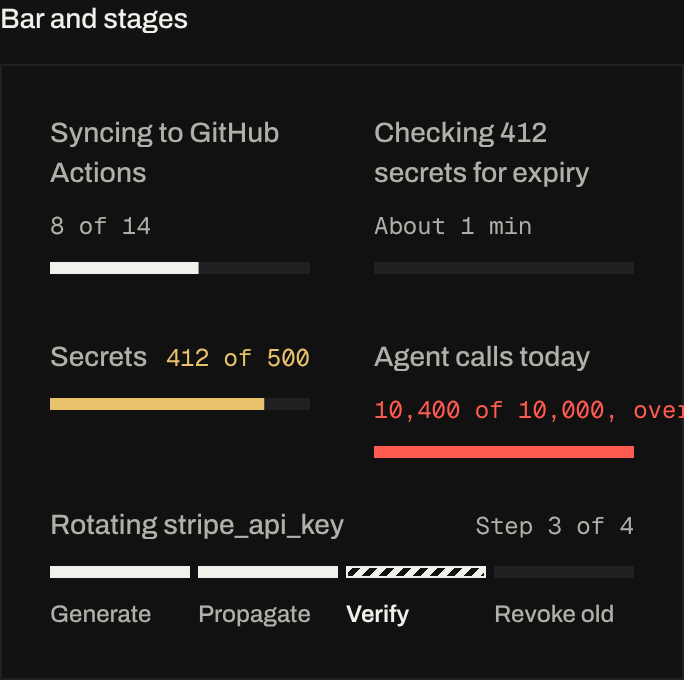 Bar and stages
Syncing to GitHub
Actions
8 of 14
Checking 412
secrets for expiry
About 1 min
Secrets 412 of 500
Agent calls today
10,400 of 10,000, over
Rotating stripe_api_key
Step 3 of 4
Generate
Propagate
Verify
Revoke old